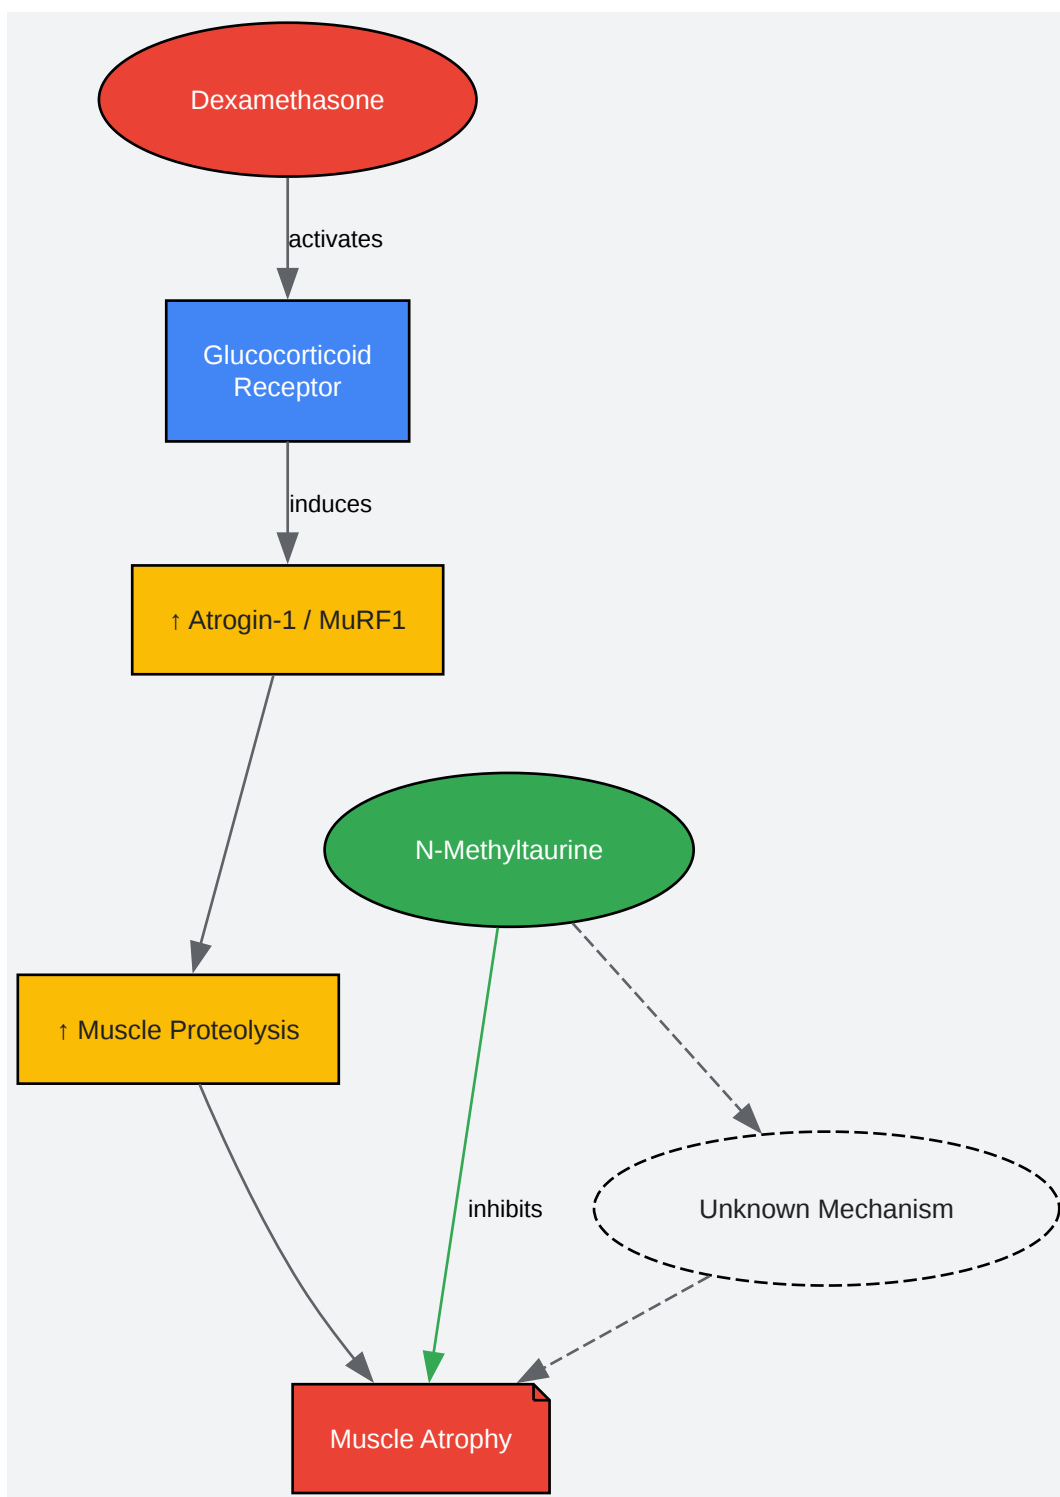 Dexamethasone
activates
Glucocorticoid
Receptor
induces
↑ Atrogin-1 / MuRF1
N-Methyltaurine
↑ Muscle Proteolysis
inhibits
Unknown Mechanism
Muscle Atrophy